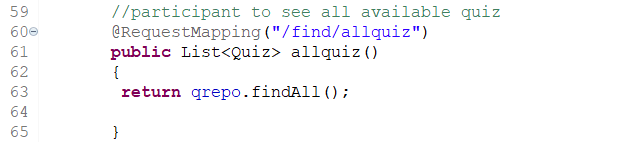 59 //participant to see all available quiz
60 @RequestMapping("/find/allquiz")
61 public List<Quiz> allquiz()
62 {
63 return qrepo.findAll();
64
65 }